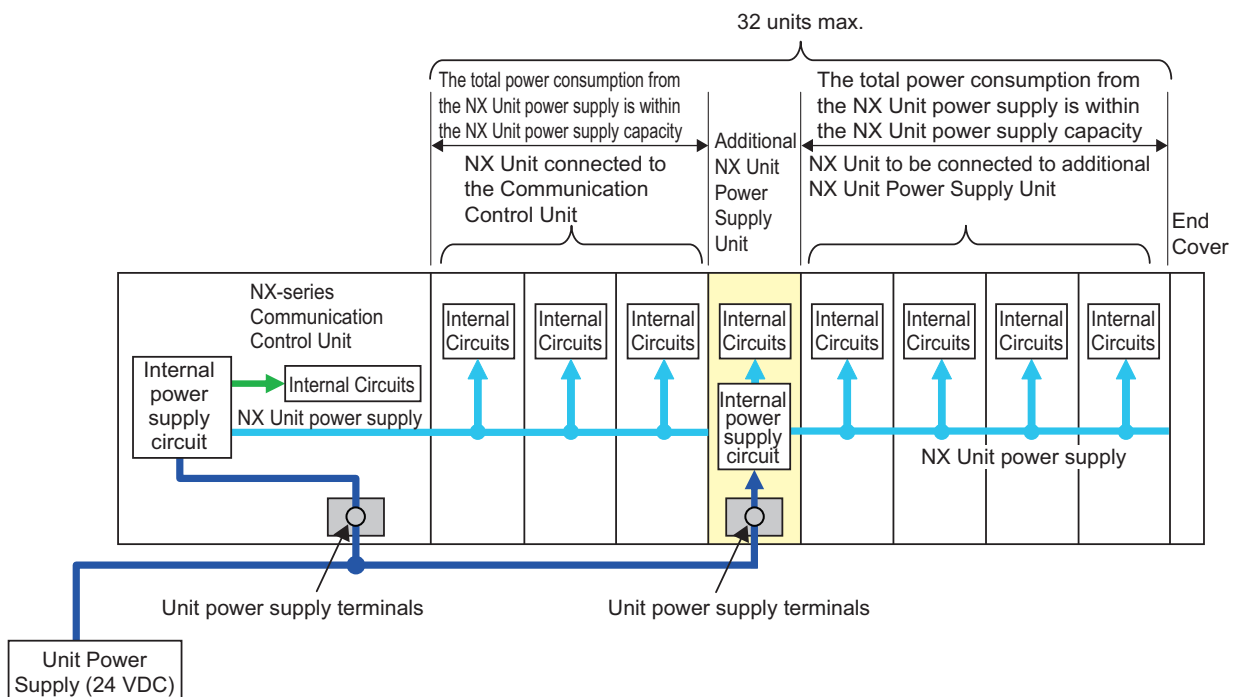 32 units max.
The total power consumption from
the NX Unit power supply is within
the NX Unit power supply capacity
NX Unit connected to
the Communication
Control Unit
Additional
NX Unit
Power
Supply
Unit
The total power consumption from
the NX Unit power supply is within
the NX Unit power supply capacity
NX Unit to be connected to additional
NX Unit Power Supply Unit
End
Cover
NX-series
Communication
Control Unit
Internal
power
supply
circuit
Internal Circuits
NX Unit power supply
Internal
Circuits
Internal
Circuits
Internal
Circuits
Internal
Circuits
Internal
power
supply
circuit
Internal
Circuits
Internal
Circuits
Internal
Circuits
Internal
Circuits
NX Unit power supply
Unit power supply terminals
Unit power supply terminals
Unit Power
Supply (24 VDC)